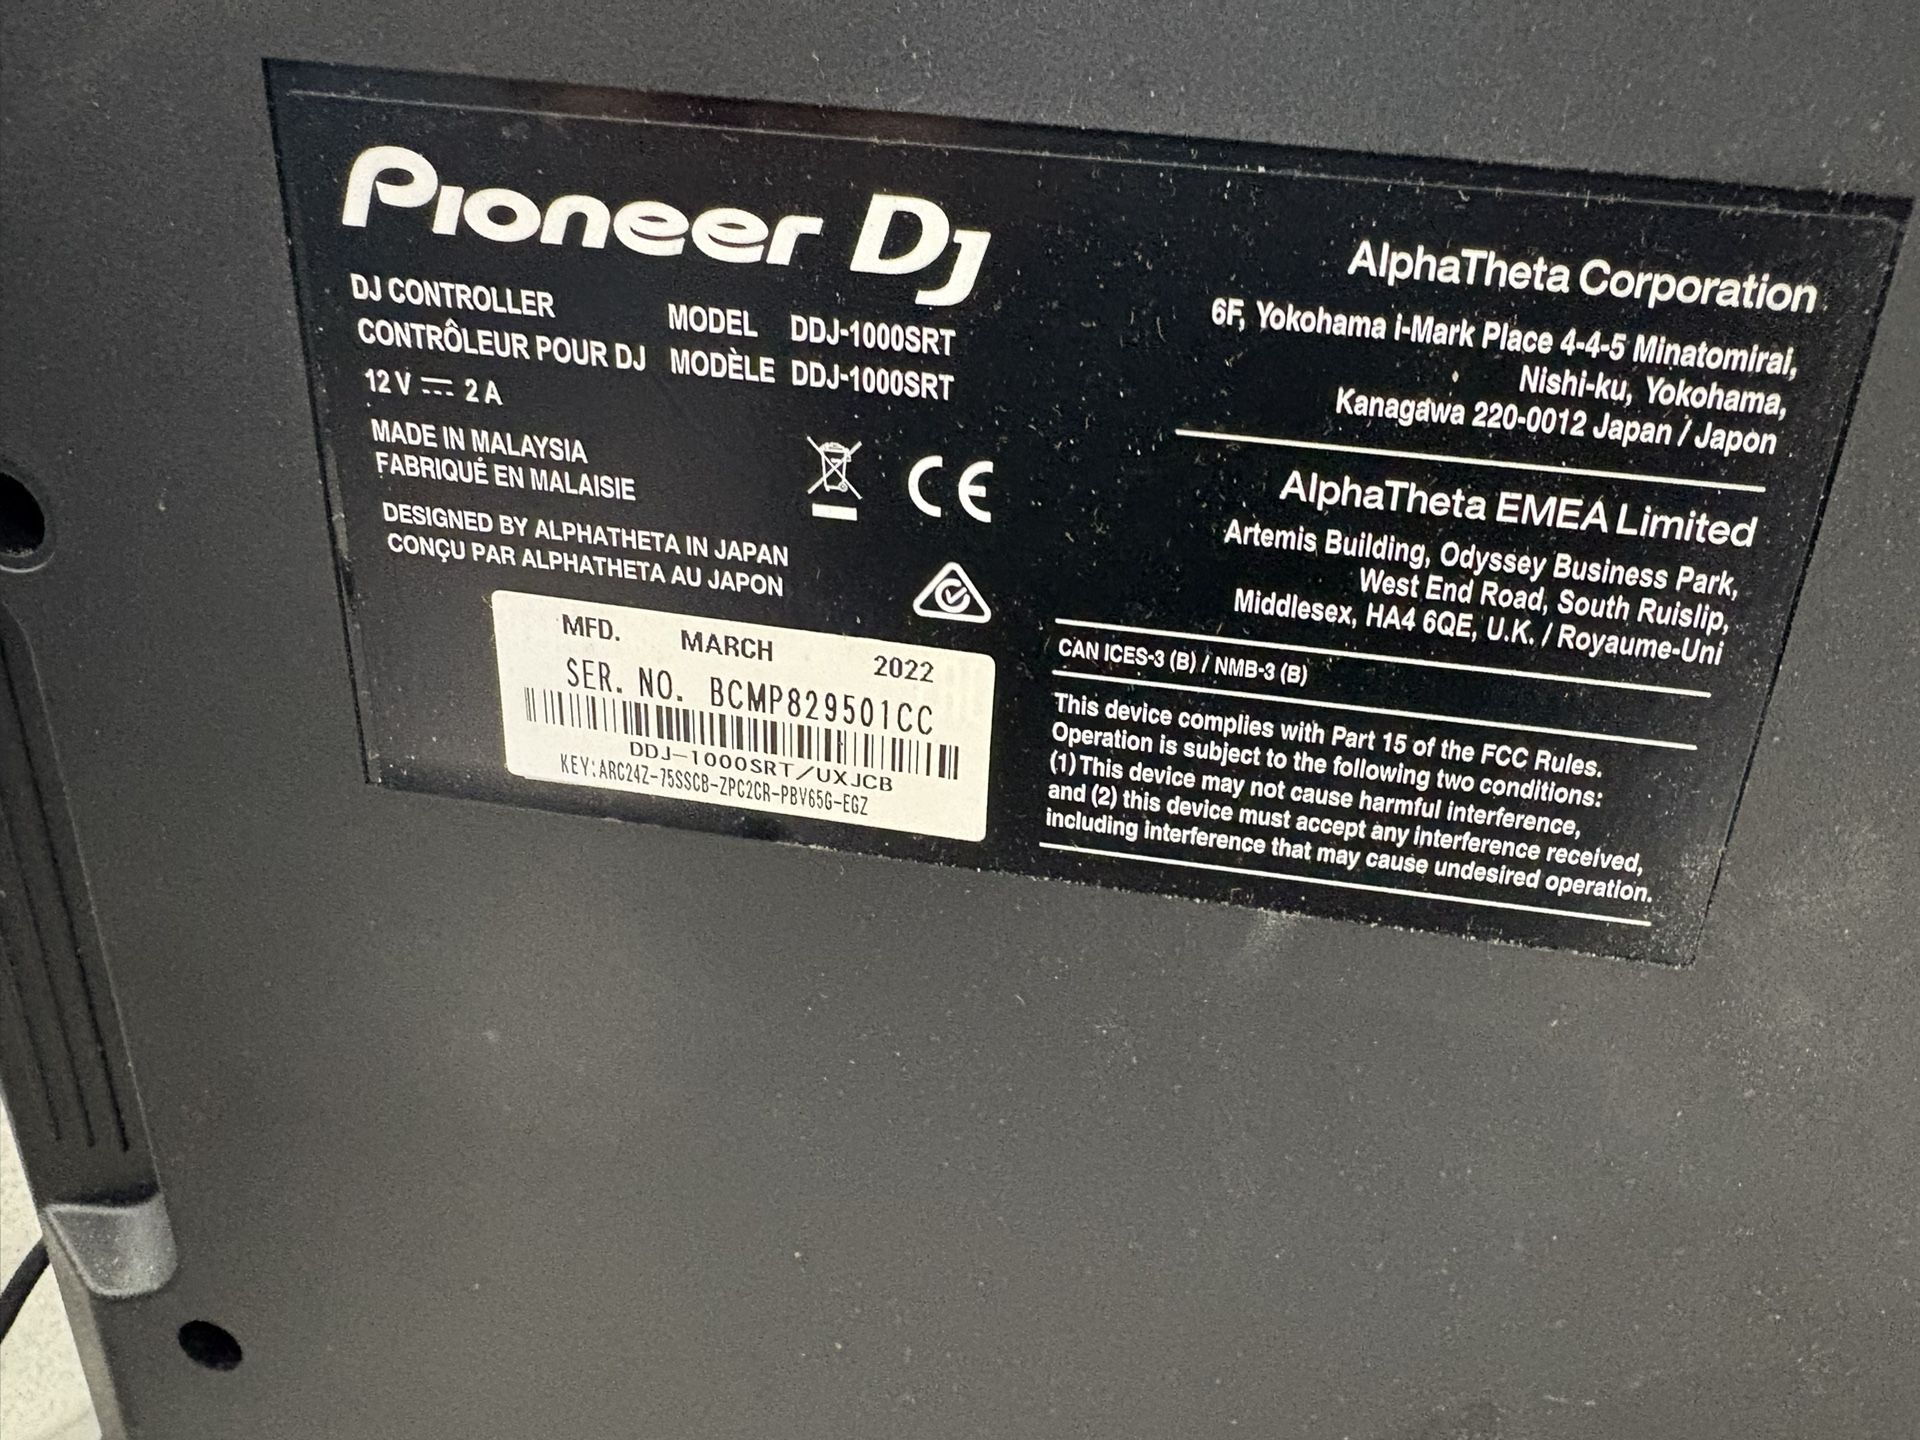 Pioneer DJ
DJ CONTROLLER MODEL DDJ-1000SRT
CONTRÔLEUR POUR DJ MODÈLE DDJ-1000SRT
12 V ⎓ 2 A
MADE IN MALAYSIA
FABRIQUÉ EN MALAISIE
DESIGNED BY ALPHATHETA IN JAPAN
CONÇU PAR ALPHATHETA AU JAPON
CE
MFD. MARCH 2022
SER. NO. BCMP829501CC
DDJ-1000SRT/UXJCB
KEY:ARC24Z-75SSCB-ZPC2CR-PBV65G-EGZ
AlphaTheta Corporation
6F, Yokohama i-Mark Place 4-4-5 Minatomirai,
Nishi-ku, Yokohama,
Kanagawa 220-0012 Japan / Japon
AlphaTheta EMEA Limited
Artemis Building, Odyssey Business Park,
West End Road, South Ruislip,
Middlesex, HA4 6QE, U.K. / Royaume-Uni
CAN ICES-3 (B) / NMB-3 (B)
This device complies with Part 15 of the FCC Rules.
Operation is subject to the following two conditions:
(1) This device may not cause harmful interference,
and (2) this device must accept any interference received,
including interference that may cause undesired operation.